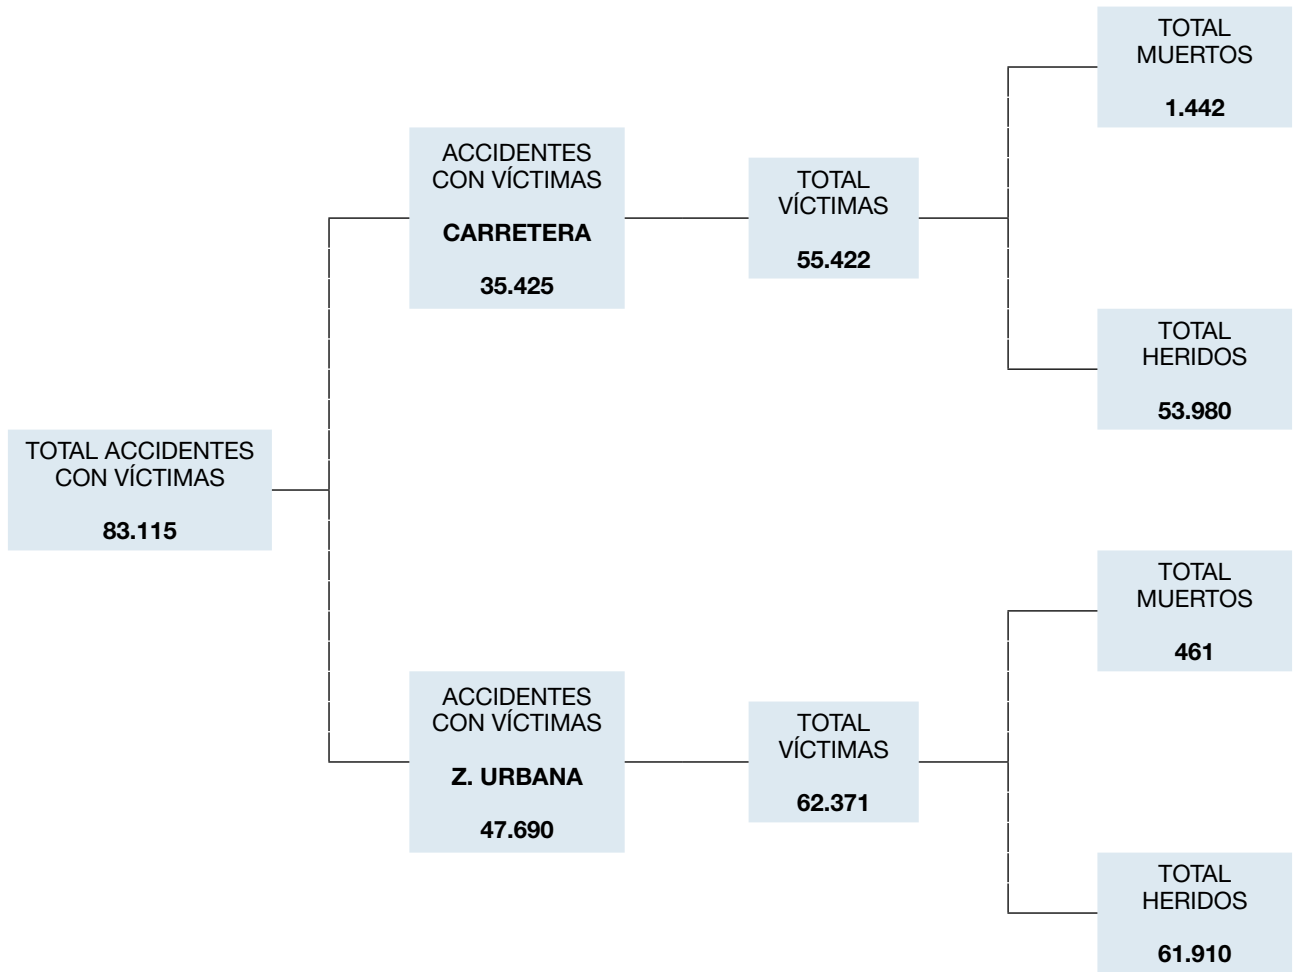 TOTAL ACCIDENTES
CON VÍCTIMAS
83.115
ACCIDENTES
CON VÍCTIMAS
CARRETERA
35.425
TOTAL
VÍCTIMAS
55.422
TOTAL
MUERTOS
1.442
TOTAL
HERIDOS
53.980
ACCIDENTES
CON VÍCTIMAS
Z. URBANA
47.690
TOTAL
VÍCTIMAS
62.371
TOTAL
MUERTOS
461
TOTAL
HERIDOS
61.910